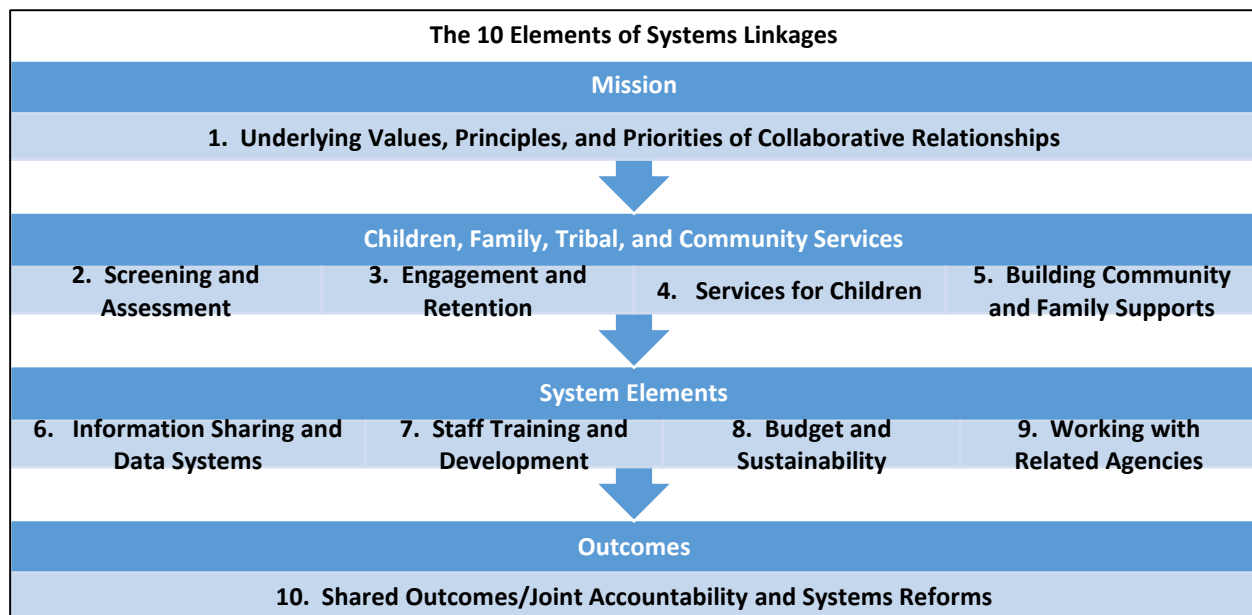 The 10 Elements of Systems Linkages
Mission
1. Underlying Values, Principles, and Priorities of Collaborative Relationships
Children, Family, Tribal, and Community Services
2. Screening and
Assessment
3. Engagement and
Retention
4. Services for Children
5. Building Community
and Family Supports
System Elements
6. Information Sharing and
Data Systems
7. Staff Training and
Development
8. Budget and
Sustainability
9. Working with
Related Agencies
Outcomes
10. Shared Outcomes/Joint Accountability and Systems Reforms